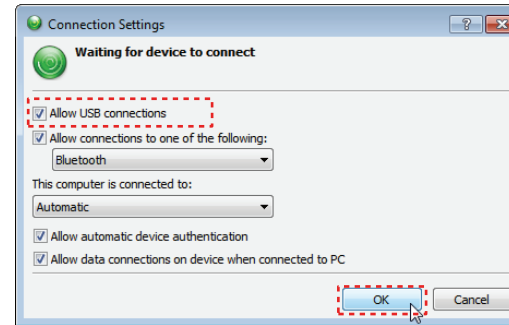 Connection Settings
Waiting for device to connect
Allow USB connections
Allow connections to one of the following:
Bluetooth
This computer is connected to:
Automatic
Allow automatic device authentication
Allow data connections on device when connected to PC
OK Cancel